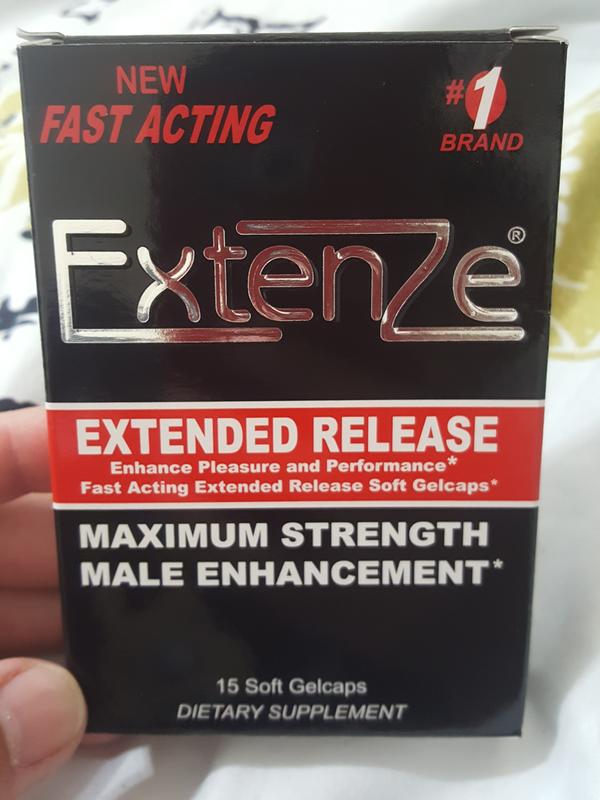 NEW
FAST ACTING
#1
BRAND
ExtenZe®
EXTENDED RELEASE
Enhance Pleasure and Performance*
Fast Acting Extended Release Soft Gelcaps*
MAXIMUM STRENGTH
MALE ENHANCEMENT*
15 Soft Gelcaps
DIETARY SUPPLEMENT